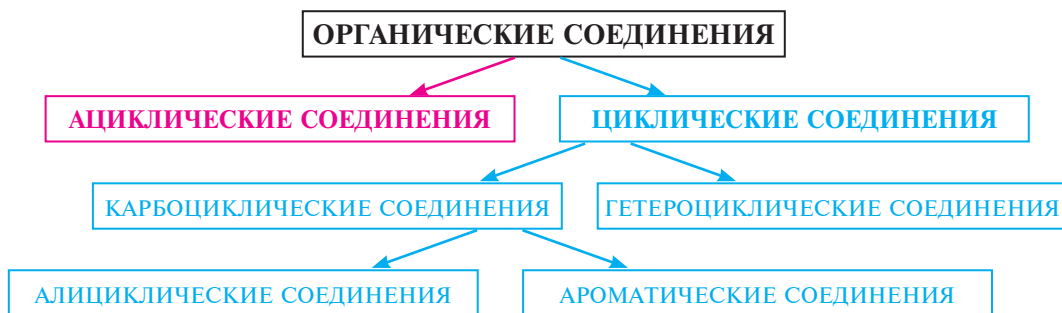 ОРГАНИЧЕСКИЕ СОЕДИНЕНИЯ
АЦИКЛИЧЕСКИЕ СОЕДИНЕНИЯ
ЦИКЛИЧЕСКИЕ СОЕДИНЕНИЯ
КАРБОЦИКЛИЧЕСКИЕ СОЕДИНЕНИЯ
ГЕТЕРОЦИКЛИЧЕСКИЕ СОЕДИНЕНИЯ
АЛИЦИКЛИЧЕСКИЕ СОЕДИНЕНИЯ
АРОМАТИЧЕСКИЕ СОЕДИНЕНИЯ